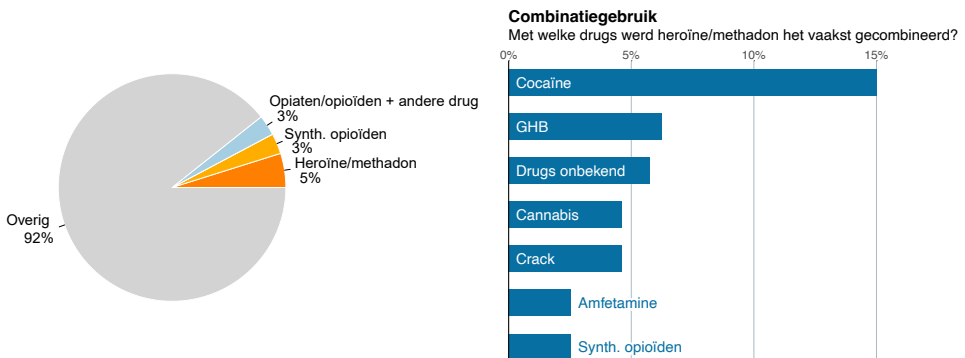 Opiaten/opioïden + andere drug
3%
Synth. opioïden
3%
Heroïne/methadon
5%
Overig
92%
Combinatiegebruik
Met welke drugs werd heroïne/methadon het vaakst gecombineerd?
0% 5% 10% 15%
Cocaïne
GHB
Drugs onbekend
Cannabis
Crack
Amfetamine
Synth. opioïden